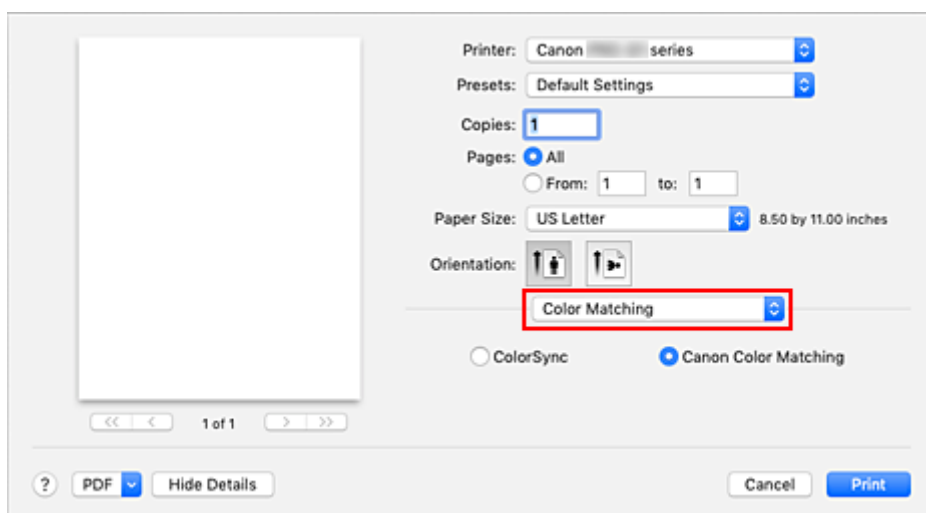 Printer: Canon series
Presets: Default Settings
Copies: 1
Pages: All
From: 1 to: 1
Paper Size: US Letter 8.50 by 11.00 inches
Orientation:
Color Matching
ColorSync Canon Color Matching
<< < 1 of 1 > >>
? PDF Hide Details Cancel Print